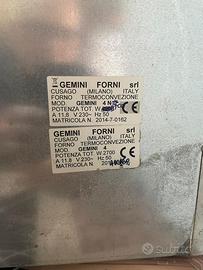 GEMINI FORNI srl
CUSAGO (MILANO) ITALY
FORNO TERMOCONVEZIONE
MOD. GEMINI 4 N
POTENZA TOT W
A 11,8 V 230~ Hz 50
MATRICOLA N. 2014-7-0162
GEMINI FORNI srl
CUSAGO (MILANO) ITALY
FORNO TERMOCONVEZIONE
MOD. GEMINI 4
POTENZA TOT. W 2700
A 11,8 V 230~ Hz 50
MATRICOLA N.
subito